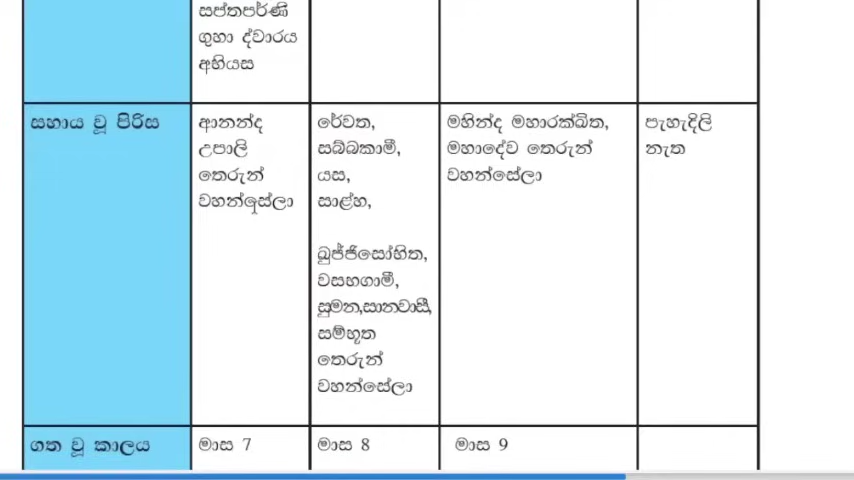 සප්තපර්ණි
ගුහා ද්වාරය
අභියස
සහාය වූ පිරිස
ආනන්ද
උපාලි
තෙරුන්
වහන්සේලා
රේවත,
සබ්බකාමී,
යස,
සාළ්හ,
ඛුජ්ජිසෝභිත,
වසභගාමී,
සුමන,සානවාසී,
සම්භූත
තෙරුන්
වහන්සේලා
මහින්ද මහාරක්ඛිත,
මහාදේව තෙරුන්
වහන්සේලා
පැහැදිලි
නැත
ගත වූ කාලය
මාස 7
මාස 8
මාස 9